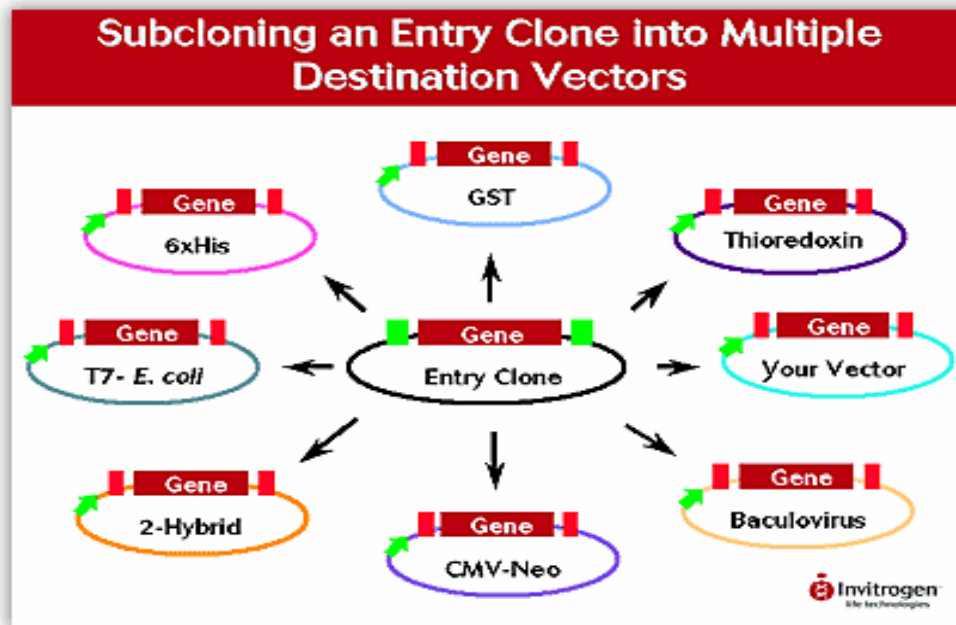 Subcloning an Entry Clone into Multiple
Destination Vectors
Gene
GST
Gene
6xHis
Gene
Thioredoxin
Gene
T7- E. coli
Gene
Entry Clone
Gene
Your Vector
Gene
2-Hybrid
Gene
CMV-Neo
Gene
Baculovirus
Invitrogen
life technologies